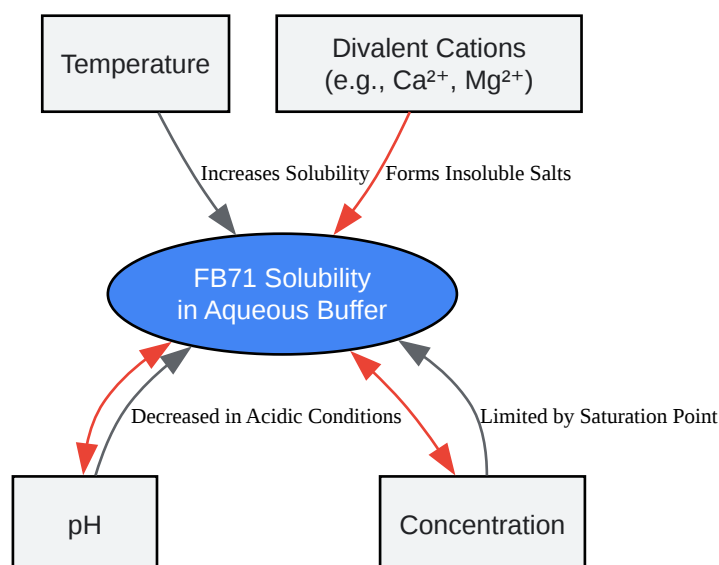 Temperature
Divalent Cations
(e.g., Ca²⁺, Mg²⁺)
Increases Solubility
Forms Insoluble Salts
FB71 Solubility
in Aqueous Buffer
Decreased in Acidic Conditions
Limited by Saturation Point
pH
Concentration